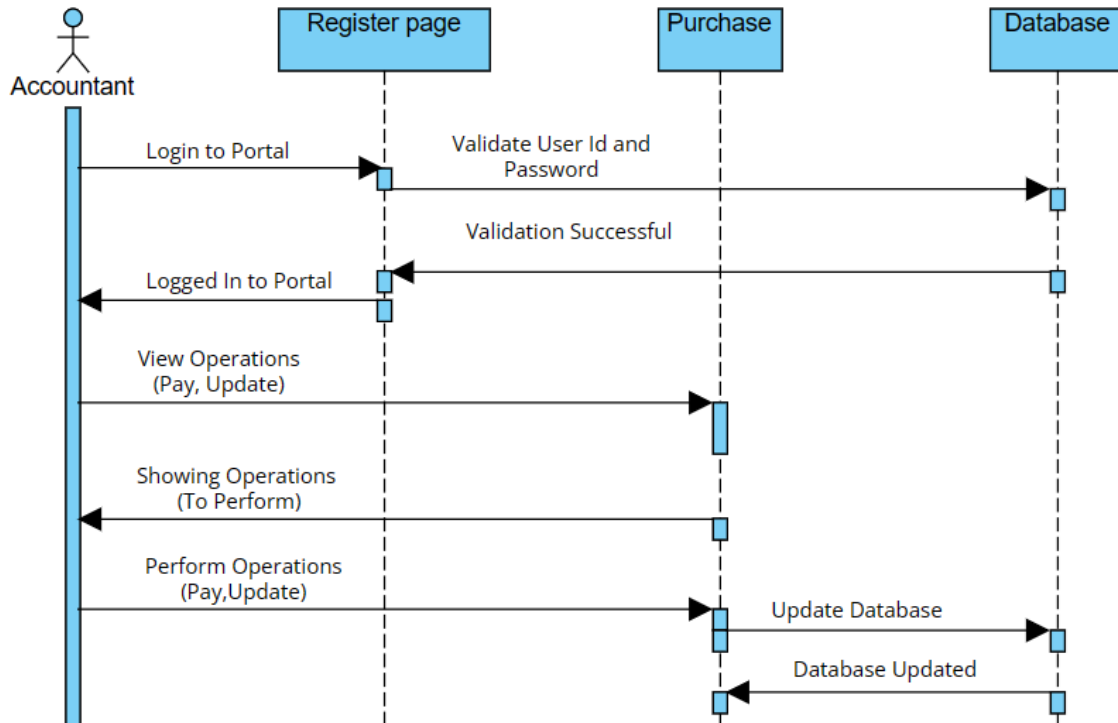 Register page
Purchase
Database
Accountant
Login to Portal
Validate User Id and
Password
Validation Successful
Logged In to Portal
View Operations
(Pay, Update)
Showing Operations
(To Perform)
Perform Operations
(Pay,Update)
Update Database
Database Updated